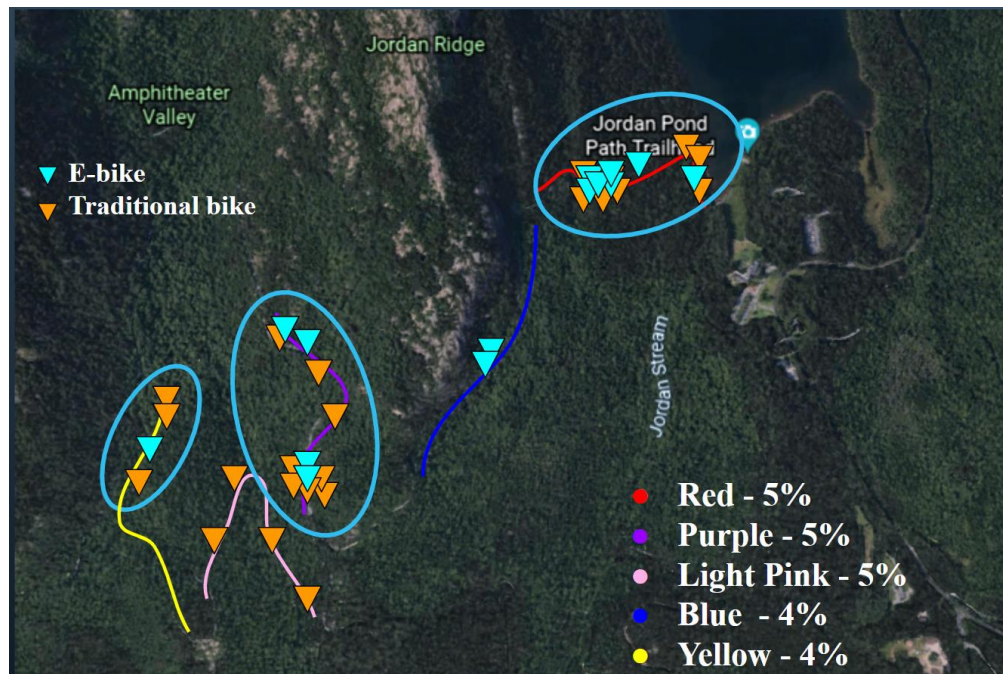 Jordan Ridge
Amphitheater
Valley
Jordan Pond
Path Trailhead
E-bike
Traditional bike
Jordan Stream
Red - 5%
Purple - 5%
Light Pink - 5%
Blue - 4%
Yellow - 4%